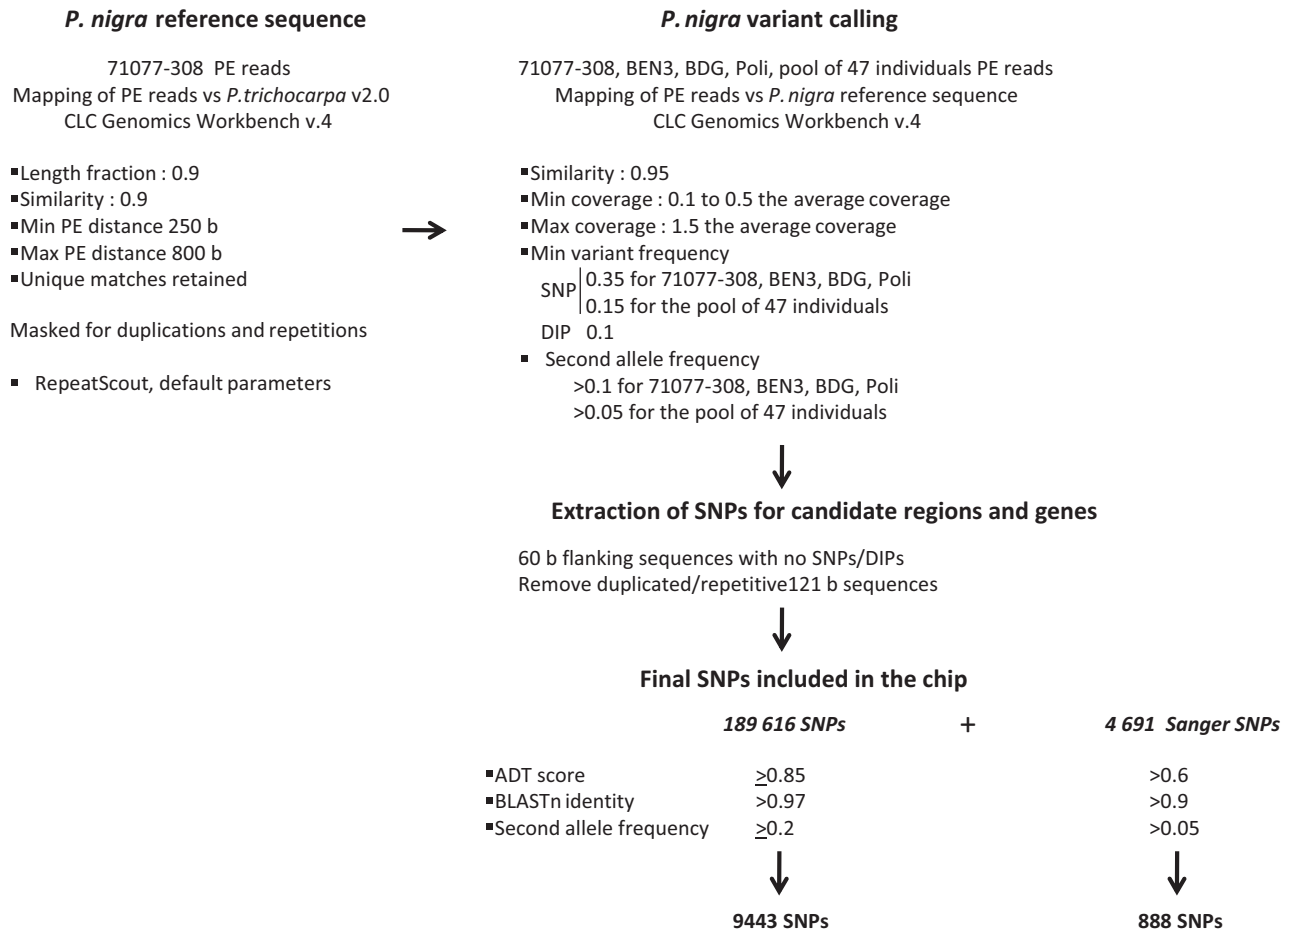 P. nigra reference sequence
71077-308 PE reads
Mapping of PE reads vs P.trichocarpa v2.0
CLC Genomics Workbench v.4
▪Length fraction : 0.9
▪Similarity : 0.9
▪Min PE distance 250 b
▪Max PE distance 800 b
▪Unique matches retained
Masked for duplications and repetitions
▪ RepeatScout, default parameters
P. nigra variant calling
71077-308, BEN3, BDG, Poli, pool of 47 individuals PE reads
Mapping of PE reads vs P. nigra reference sequence
CLC Genomics Workbench v.4
▪Similarity : 0.95
▪Min coverage : 0.1 to 0.5 the average coverage
▪Max coverage : 1.5 the average coverage
▪Min variant frequency
SNP
0.35 for 71077-308, BEN3, BDG, Poli
0.15 for the pool of 47 individuals
DIP 0.1
▪ Second allele frequency
>0.1 for 71077-308, BEN3, BDG, Poli
>0.05 for the pool of 47 individuals
Extraction of SNPs for candidate regions and genes
60 b flanking sequences with no SNPs/DIPs
Remove duplicated/repetitive121 b sequences
Final SNPs included in the chip
189 616 SNPs + 4 691 Sanger SNPs
▪ADT score ≥0.85 >0.6
▪BLASTn identity >0.97 >0.9
▪Second allele frequency ≥0.2 >0.05
9443 SNPs 888 SNPs